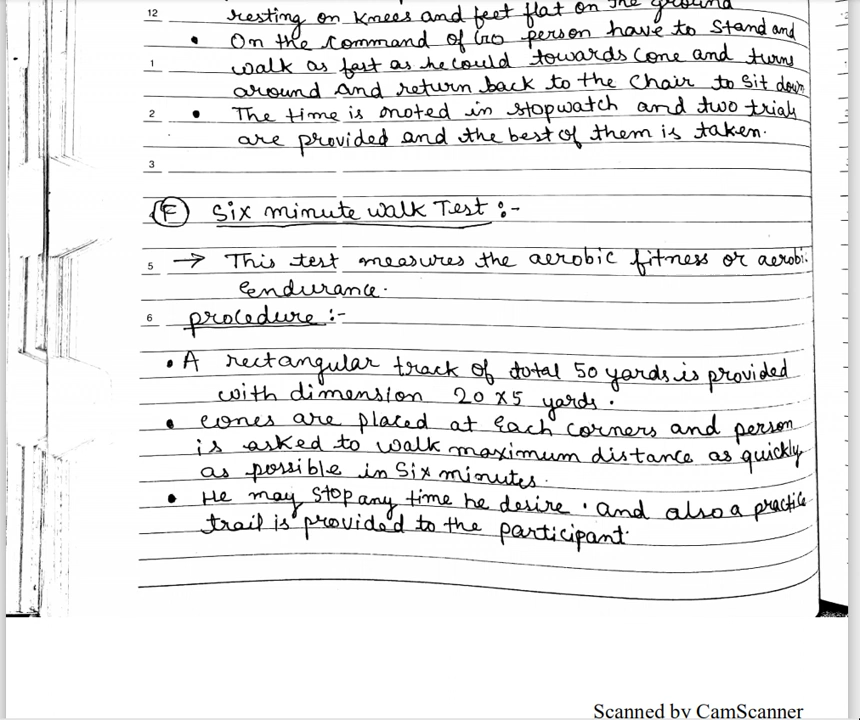 12 resting on knees and feet flat on the ground
• On the command of Go person have to stand and
1 walk as fast as he could towards cone and turns
around and return back to the chair to sit down
2 • The time is noted in stopwatch and two trials
are provided and the best of them is taken.
3
(F) Six minute walk Test :-
5 → This test measures the aerobic fitness or aerobic
Endurance.
6 procedure :-
• A rectangular track of total 50 yards is provided
with dimension 20 x 5 yards.
• cones are placed at Each corners and person
is asked to walk maximum distance as quickly
as possible in Six minutes.
• He may stop any time he desire. and also a practice
trail is provided to the participant.
Scanned by CamScanner